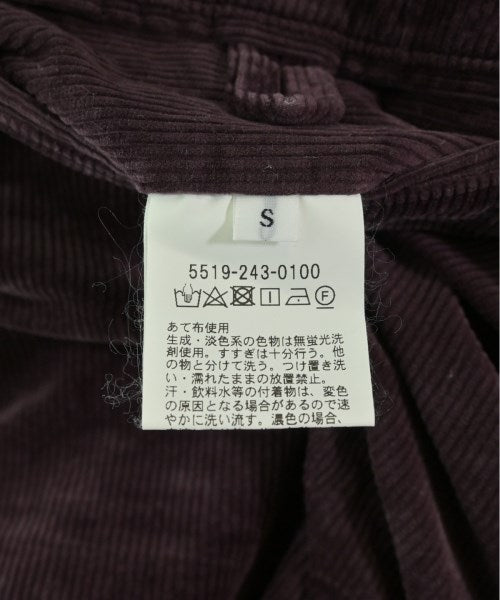 S
5519-243-0100
あて布使用
生成・淡色系の色物は無蛍光洗
剤使用。すすぎは十分行う。他
の物と分けて洗う。つけ置き洗
い・濡れたままの放置禁止。
汗・飲料水等の付着物は、変色
の原因となる場合があるので速
やかに洗い流す。濃色の場合、